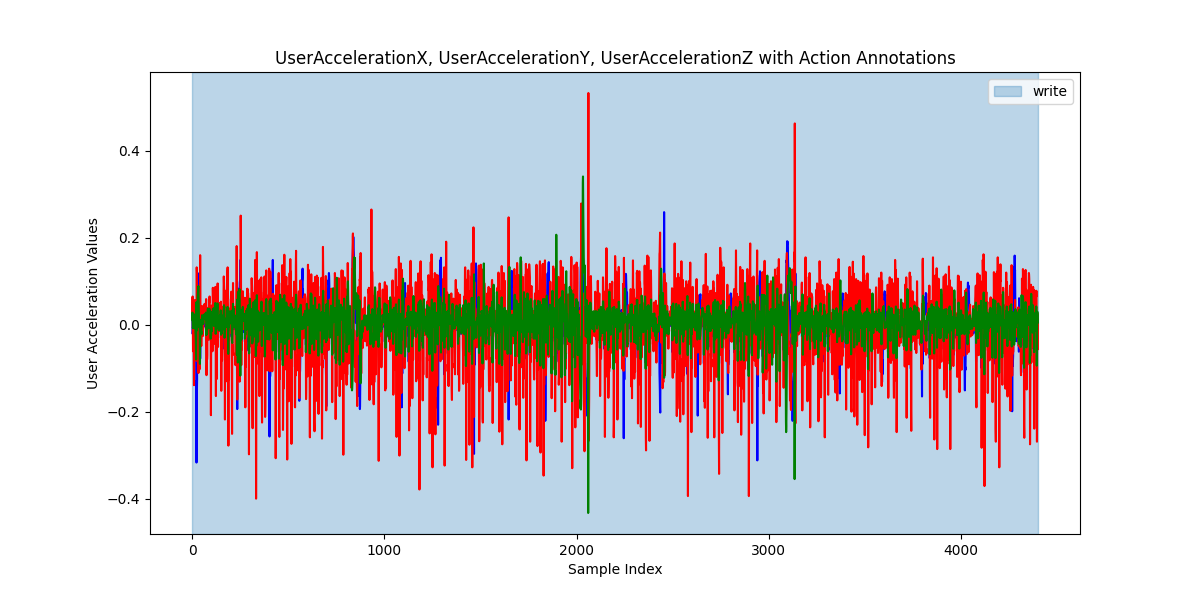 UserAccelerationX, UserAccelerationY, UserAccelerationZ with Action Annotations
write
User Acceleration Values
0.4
0.2
0.0
−0.2
−0.4
0 1000 2000 3000 4000
Sample Index